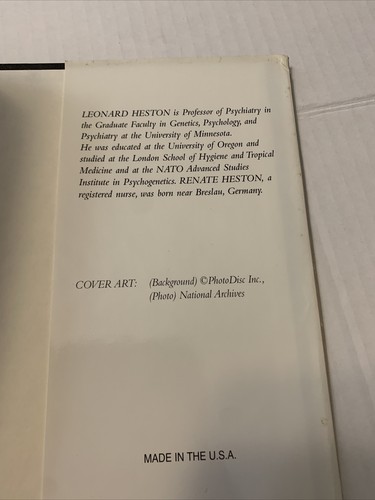 LEONARD HESTON is Professor of Psychiatry in
the Graduate Faculty in Genetics, Psychology, and
Psychiatry at the University of Minnesota.
He was educated at the University of Oregon and
studied at the London School of Hygiene and Tropical
Medicine and at the NATO Advanced Studies
Institute in Psychogenetics. RENATE HESTON, a
registered nurse, was born near Breslau, Germany.
COVER ART: (Background) ©PhotoDisc Inc.,
(Photo) National Archives
MADE IN THE U.S.A.